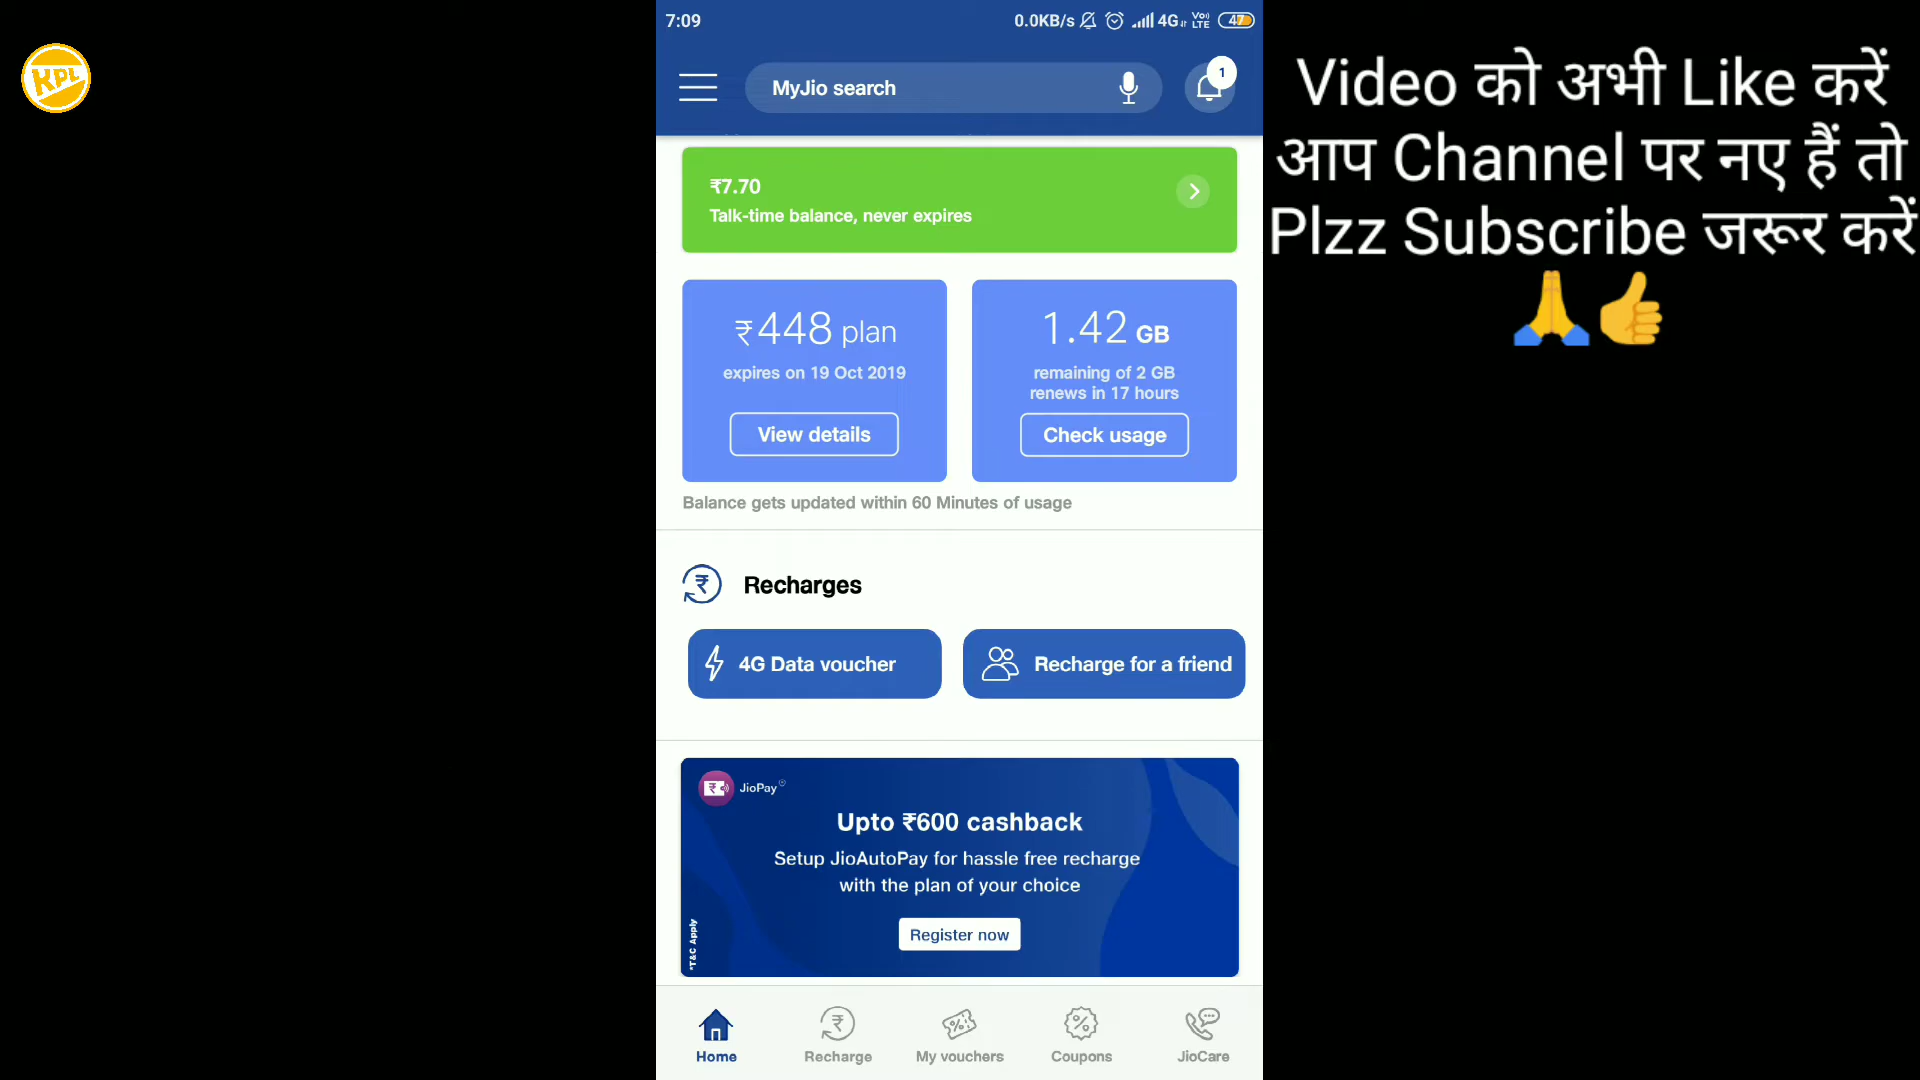 7:09
0.0KB/s 4G Vo) LTE 47
KPL
MyJio search
1
₹7.70
Talk-time balance, never expires
₹448 plan
expires on 19 Oct 2019
View details
1.42 GB
remaining of 2 GB
renews in 17 hours
Check usage
Balance gets updated within 60 Minutes of usage
Recharges
4G Data voucher
Recharge for a friend
JioPay
Upto ₹600 cashback
Setup JioAutoPay for hassle free recharge
with the plan of your choice
Register now
*T&C Apply
Home
Recharge
My vouchers
Coupons
JioCare
Video को अभी Like करें
आप Channel पर नए हैं तो
Plzz Subscribe जरूर करें
🙏👍